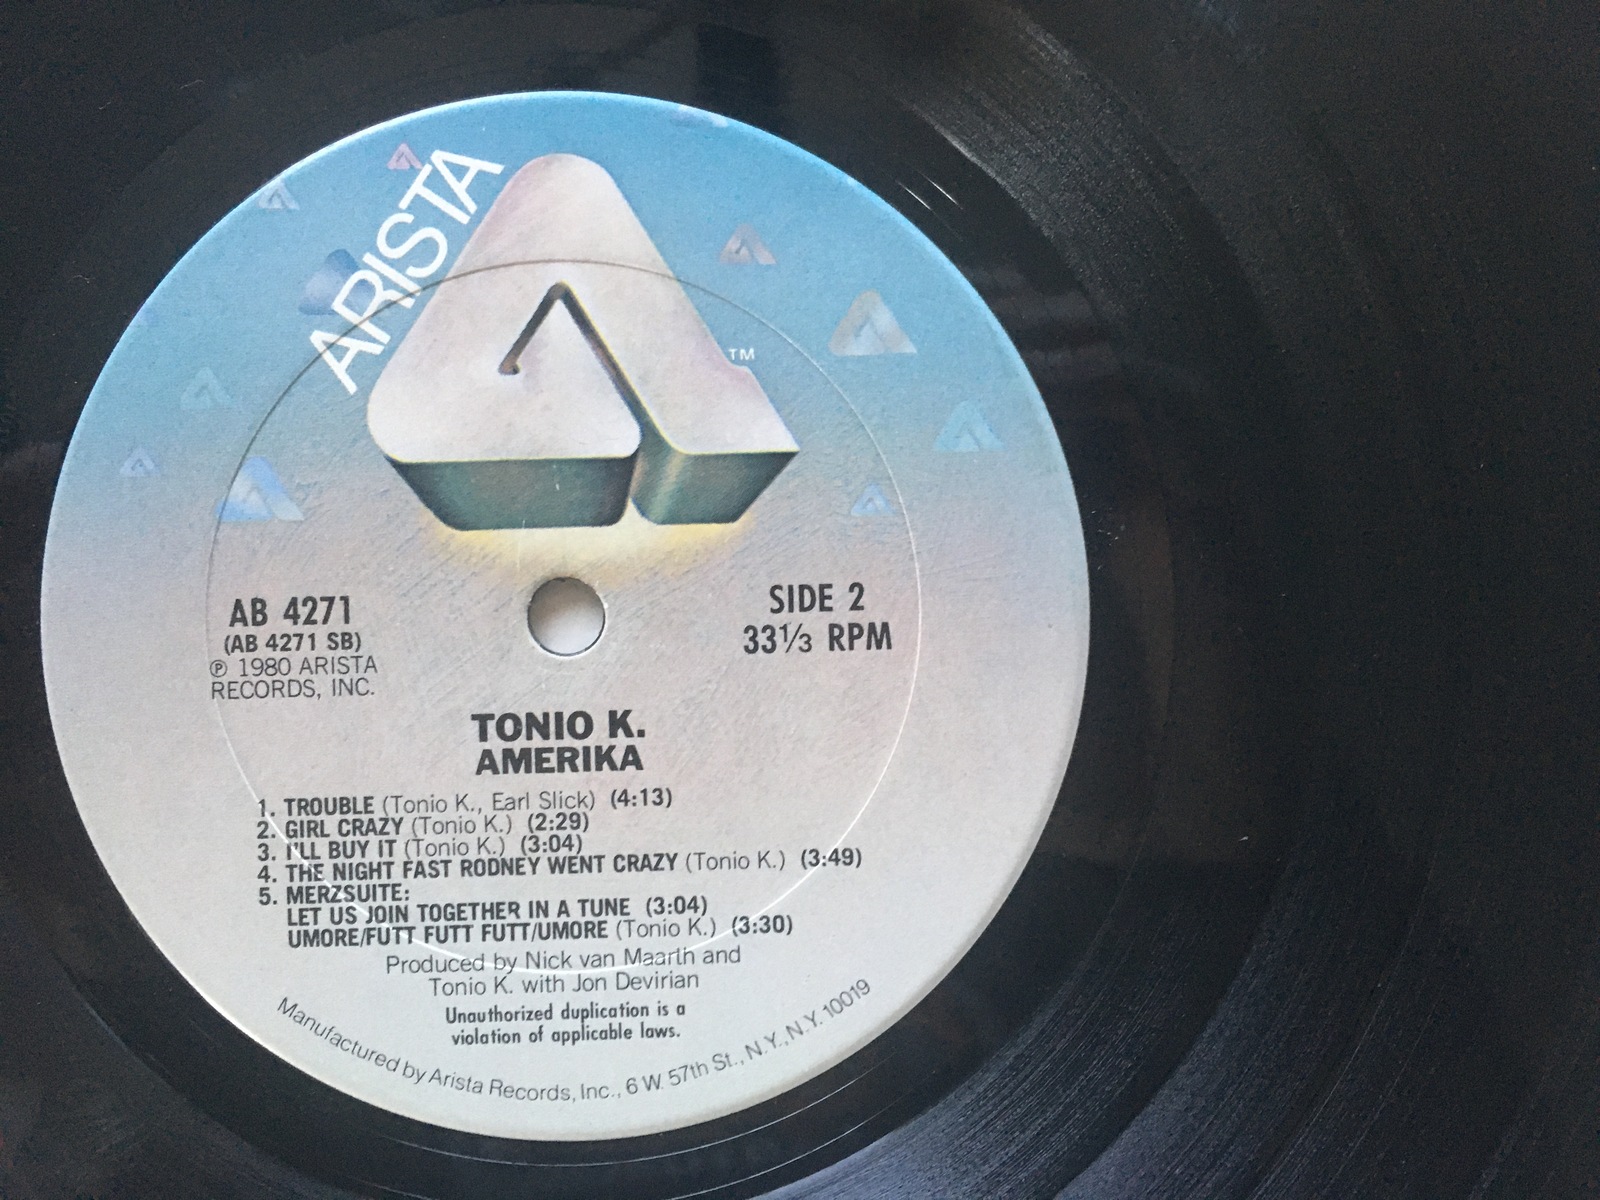 ARISTA
TM
AB 4271
(AB 4271 SB)
℗ 1980 ARISTA
RECORDS, INC.
SIDE 2
33⅓ RPM
TONIO K.
AMERIKA
1. TROUBLE (Tonio K., Earl Slick) (4:13)
2. GIRL CRAZY (Tonio K.) (2:29)
3. I'LL BUY IT (Tonio K.) (3:04)
4. THE NIGHT FAST RODNEY WENT CRAZY (Tonio K.) (3:49)
5. MERZSUITE:
LET US JOIN TOGETHER IN A TUNE (3:04)
UMORE/FUTT FUTT FUTT/UMORE (Tonio K.) (3:30)
Produced by Nick van Maarth and
Tonio K. with Jon Devirian
Unauthorized duplication is a
violation of applicable laws.
Manufactured by Arista Records, Inc., 6 W. 57th St., N.Y., N.Y. 10019